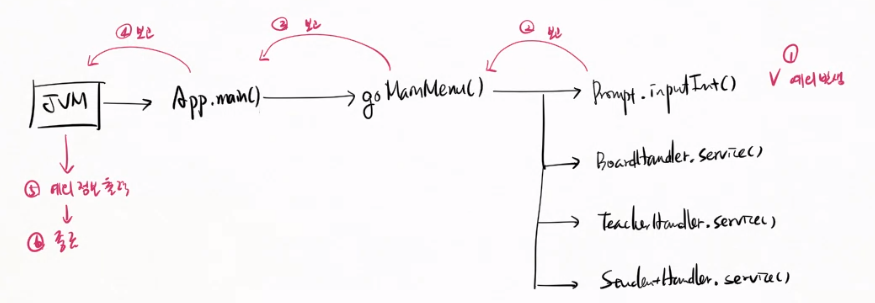 ④ 보고
③ 보고
② 보고
①
에러 발생
JVM
App.main()
goMainMenu()
Prompt.inputInt()
BoardHandler.service()
TeacherHandler.service()
StudentHandler.service()
⑤ 에러 정보 출력
⑥ 종료